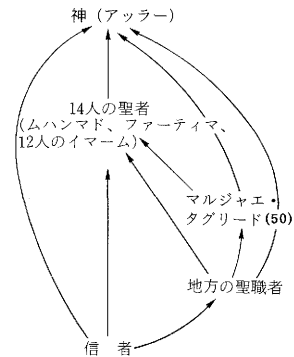 神（アッラー）
14人の聖者
（ムハンマド、ファーティマ、
12人のイマーム）
マルジャエ・
タグリード(50)
地方の聖職者
信　者